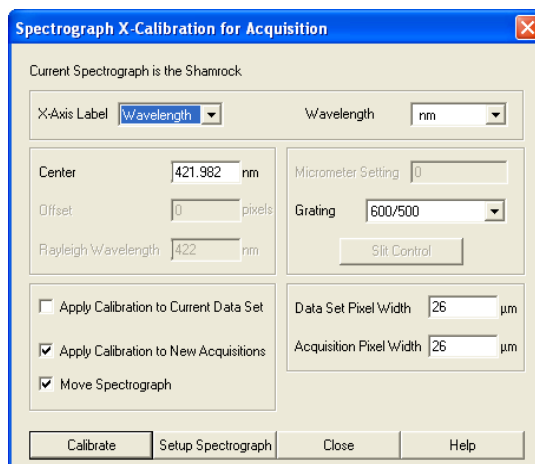 Spectrograph X-Calibration for Acquisition
Current Spectrograph is the Shamrock
X-Axis Label Wavelength Wavelength nm
Center 421.982 nm
Offset 0 pixels
Rayleigh Wavelength 422 nm
Micrometer Setting 0
Grating 600/500
Slit Control
Apply Calibration to Current Data Set
Apply Calibration to New Acquisitions
Move Spectrograph
Data Set Pixel Width 26 µm
Acquisition Pixel Width 26 µm
Calibrate Setup Spectrograph Close Help